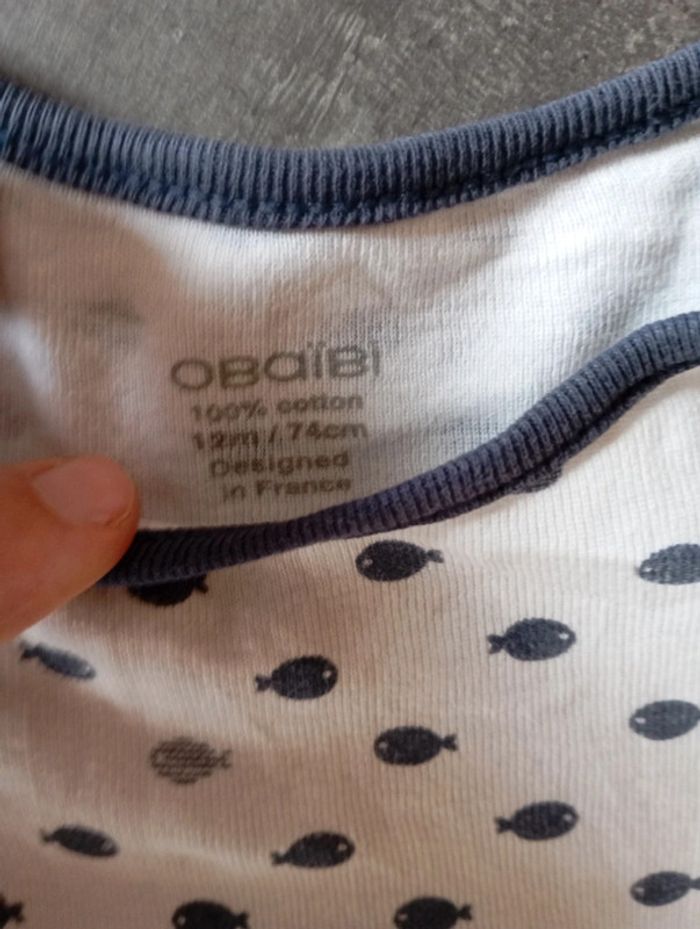 OBaïBi
100% cotton
12m / 74cm
Designed
in France